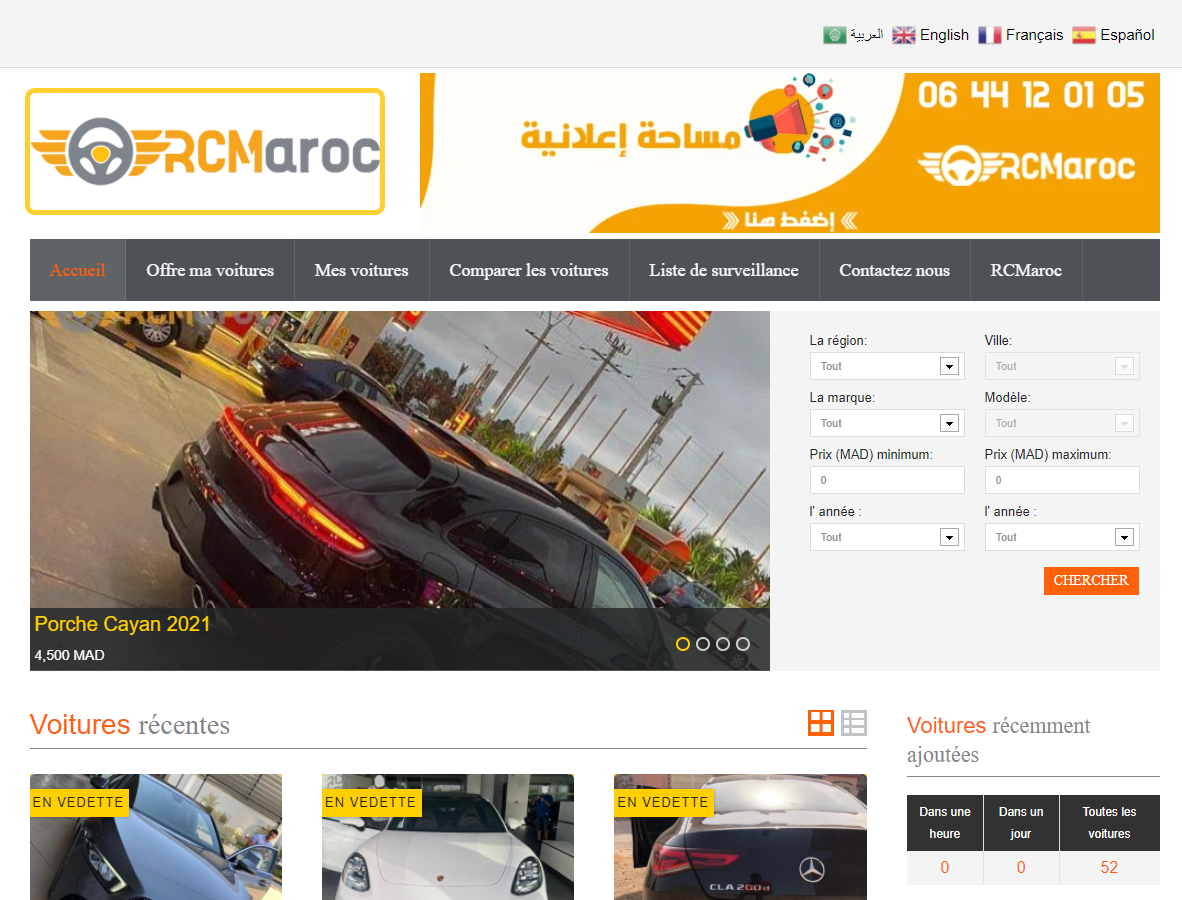 العربية English Français Español
RCMaroc
06 44 12 01 05
مساحة إعلانية
RCMaroc
إضغط هنا
Accueil Offre ma voitures Mes voitures Comparer les voitures Liste de surveillance Contactez nous RCMaroc
La région: Ville:
Tout Tout
La marque: Modèle:
Tout Tout
Prix (MAD) minimum: Prix (MAD) maximum:
0 0
l' année : l' année :
Tout Tout
CHERCHER
Porche Cayan 2021
4,500 MAD
Voitures récentes
Voitures récemment
ajoutées
EN VEDETTE EN VEDETTE EN VEDETTE
CLA 200d
Dans une heure Dans un jour Toutes les voitures
0 0 52